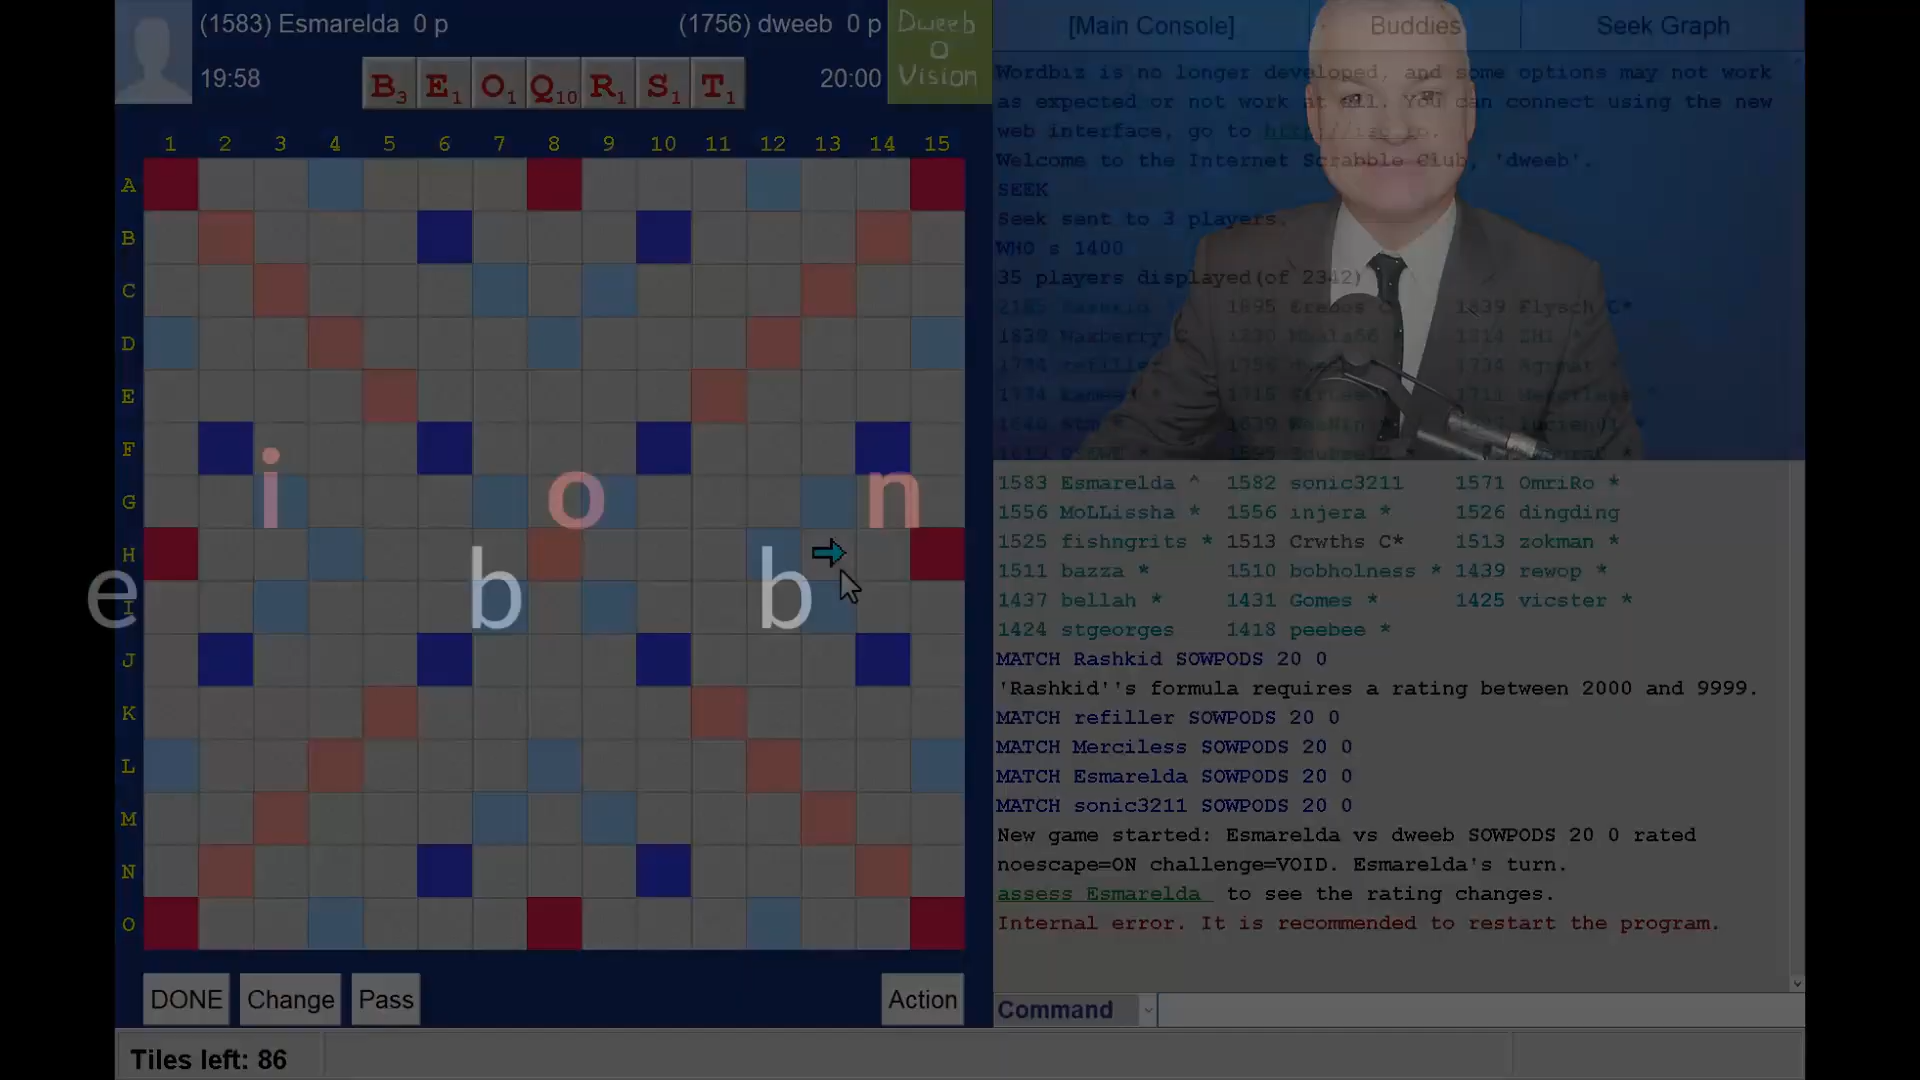 (1583) Esmarelda 0 p
(1756) dweeb 0 p
Dweeb
O
Vision
19:58
B3 E1 O1 Q10 R1 S1 T1
20:00
1 2 3 4 5 6 7 8 9 10 11 12 13 14 15
A
B
C
D
E
F
G
H
I
J
K
L
M
N
O
i o n
e b b
DONE Change Pass Action
Tiles left: 86
[Main Console] Buddies Seek Graph
Wordbiz is no longer developed, and some options may not work
as expected or not work at all. You can connect using the new
web interface, go to
Welcome to the Internet Scrabble Club, 'dweeb'.
SEEK
Seek sent to 3 players.
WHO s 1400
35 players displayed(of 2342)
1895 Erebos C 1839 Flysch C*
1583 Esmarelda ^ 1582 sonic3211 1571 OmriRo *
1556 MoLLissha * 1556 injera * 1526 dingding
1525 fishngrits * 1513 Crwths C* 1513 zokman *
1511 bazza * 1510 bobholness * 1439 rewop *
1437 bellah * 1431 Gomes * 1425 vicster *
1424 stgeorges 1418 peebee *
MATCH Rashkid SOWPODS 20 0
'Rashkid''s formula requires a rating between 2000 and 9999.
MATCH refiller SOWPODS 20 0
MATCH Merciless SOWPODS 20 0
MATCH Esmarelda SOWPODS 20 0
MATCH sonic3211 SOWPODS 20 0
New game started: Esmarelda vs dweeb SOWPODS 20 0 rated
noescape=ON challenge=VOID. Esmarelda's turn.
assess Esmarelda to see the rating changes.
Internal error. It is recommended to restart the program.
Command